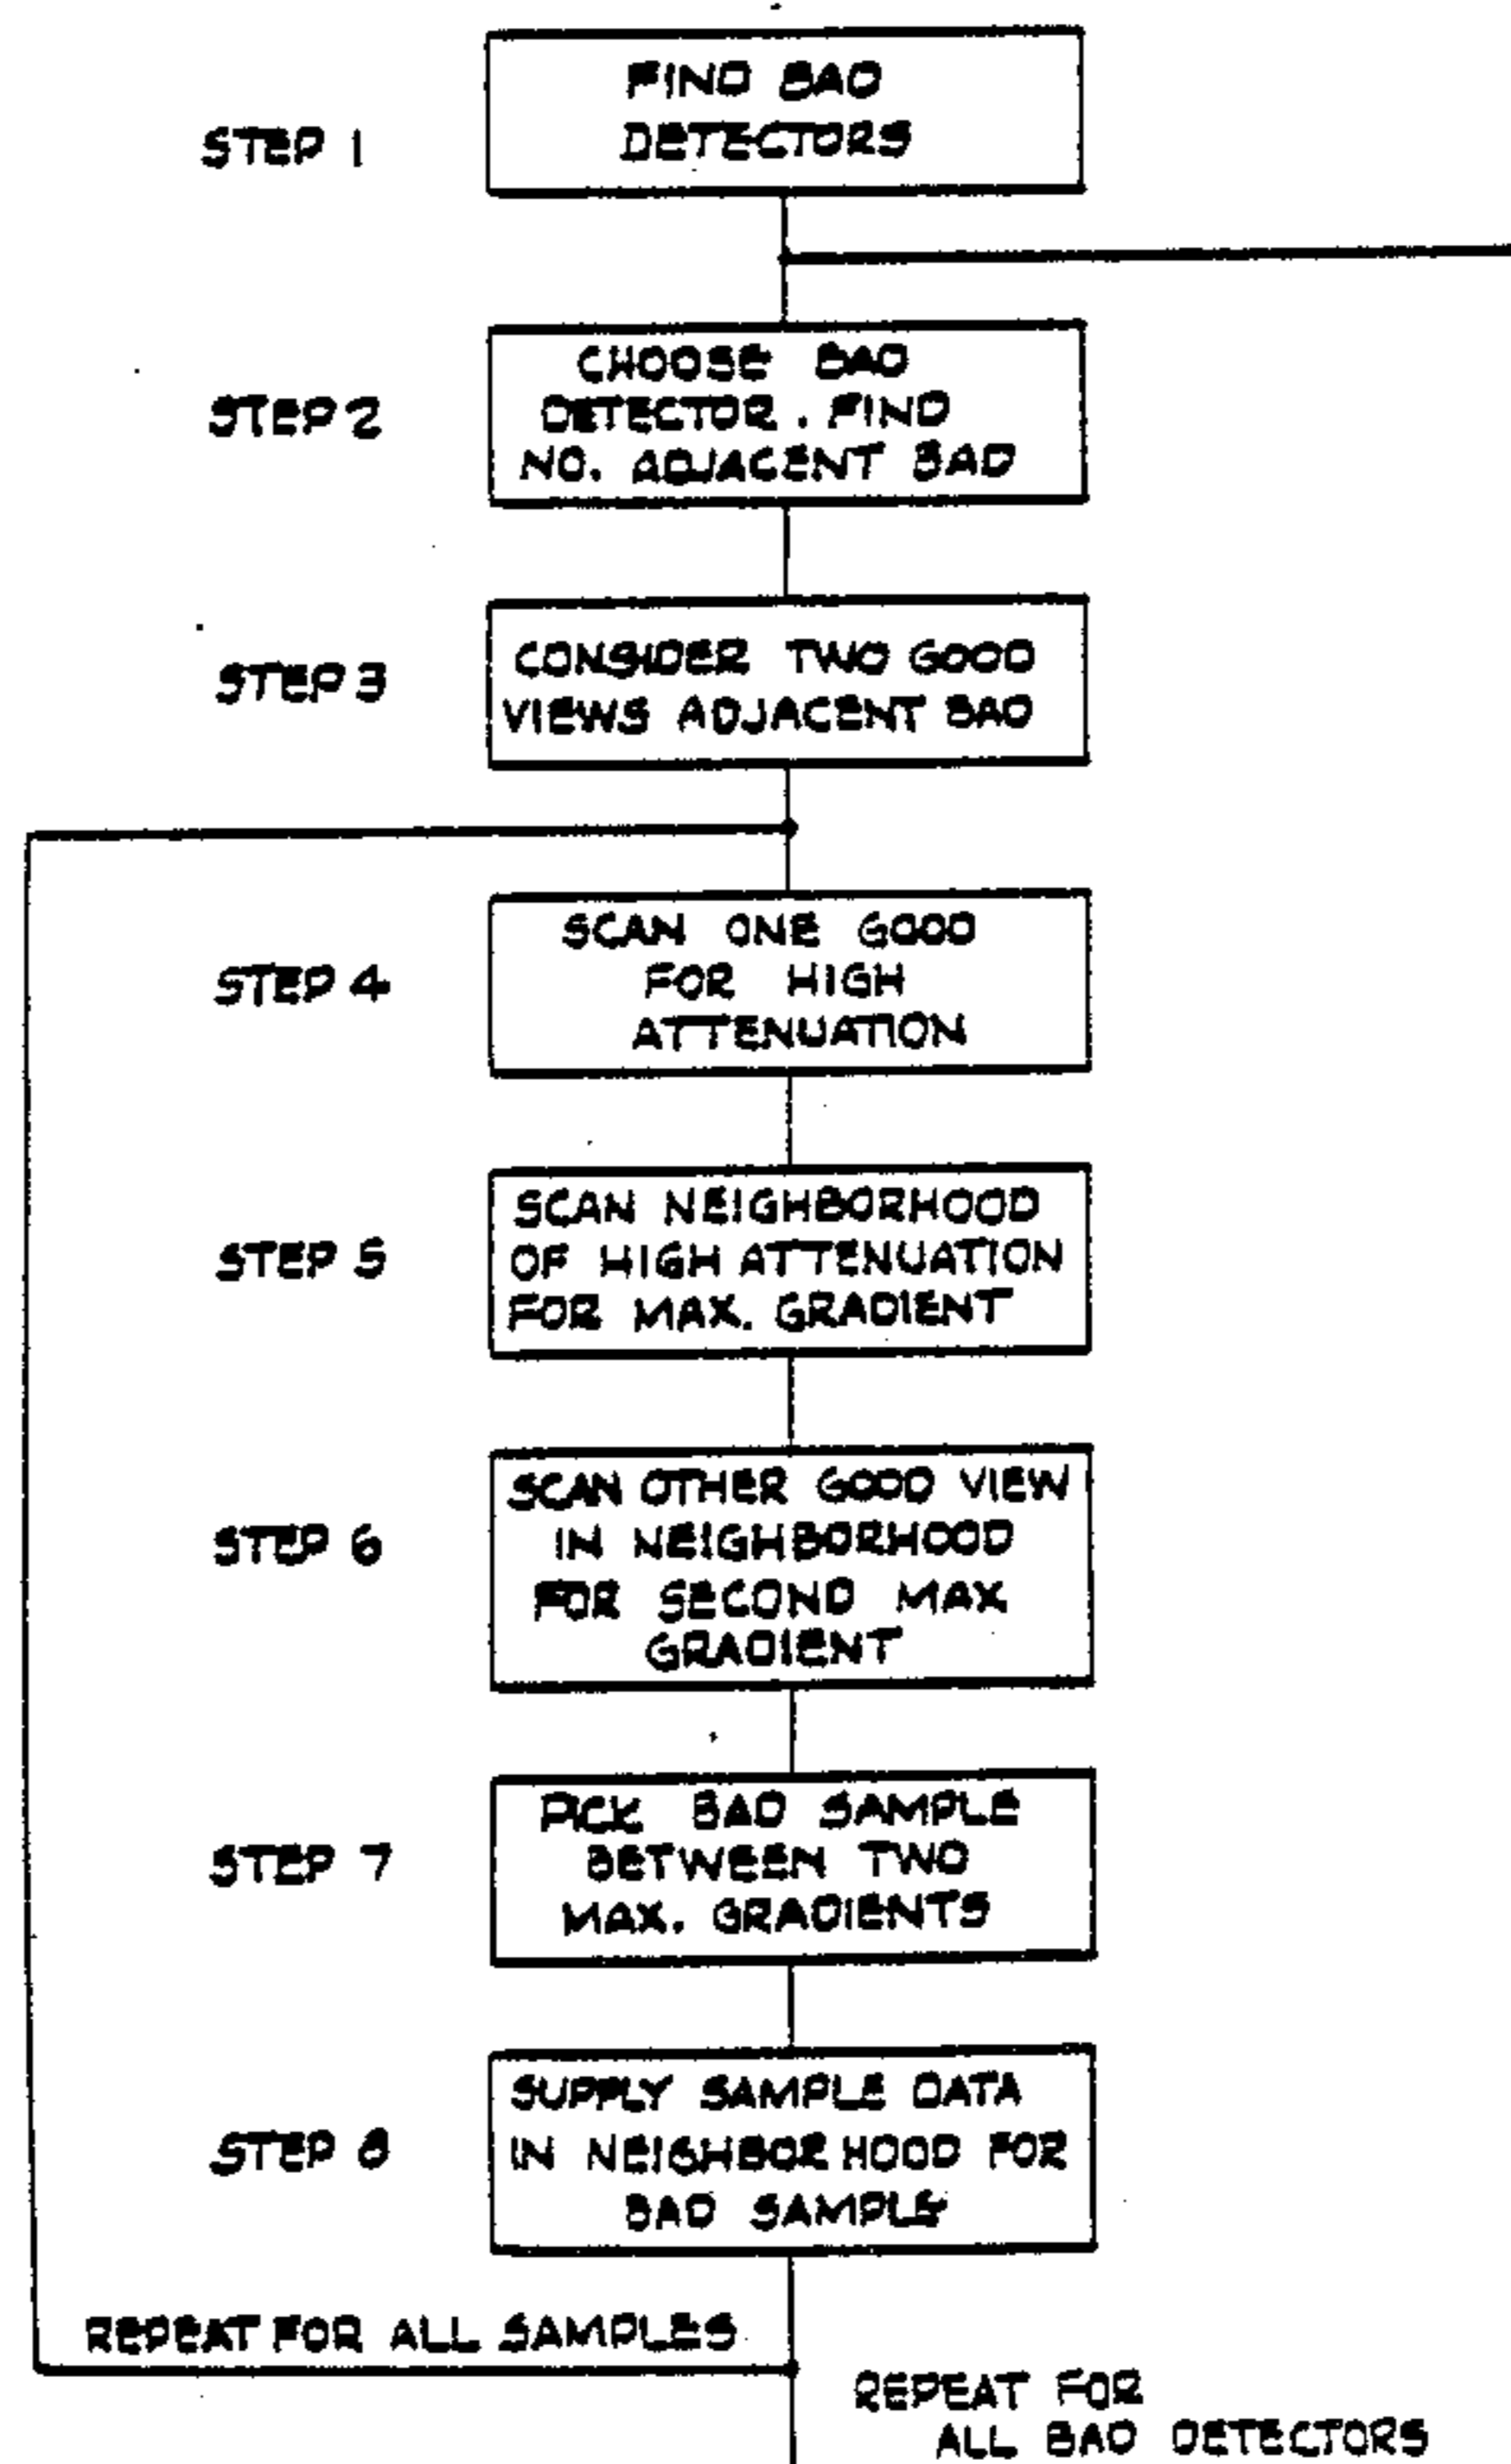 STEP 1
FIND BAD
DETECTORS
STEP 2
CHOOSE BAD
DETECTOR. FIND
NO. ADJACENT BAD
STEP 3
CONSIDER TWO GOOD
VIEWS ADJACENT BAD
STEP 4
SCAN ONE GOOD
FOR HIGH
ATTENUATION
STEP 5
SCAN NEIGHBORHOOD
OF HIGH ATTENUATION
FOR MAX. GRADIENT
STEP 6
SCAN OTHER GOOD VIEW
IN NEIGHBORHOOD
FOR SECOND MAX
GRADIENT
STEP 7
PICK BAD SAMPLE
BETWEEN TWO
MAX. GRADIENTS
STEP 8
SUPPLY SAMPLE DATA
IN NEIGHBORHOOD FOR
BAD SAMPLE
REPEAT FOR ALL SAMPLES
REPEAT FOR
ALL BAD DETECTORS